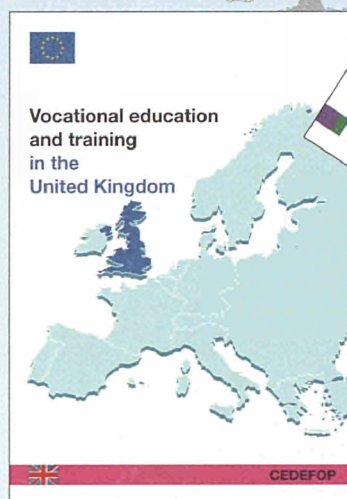 Vocational education
and training
in the
United Kingdom
CEDEFOP